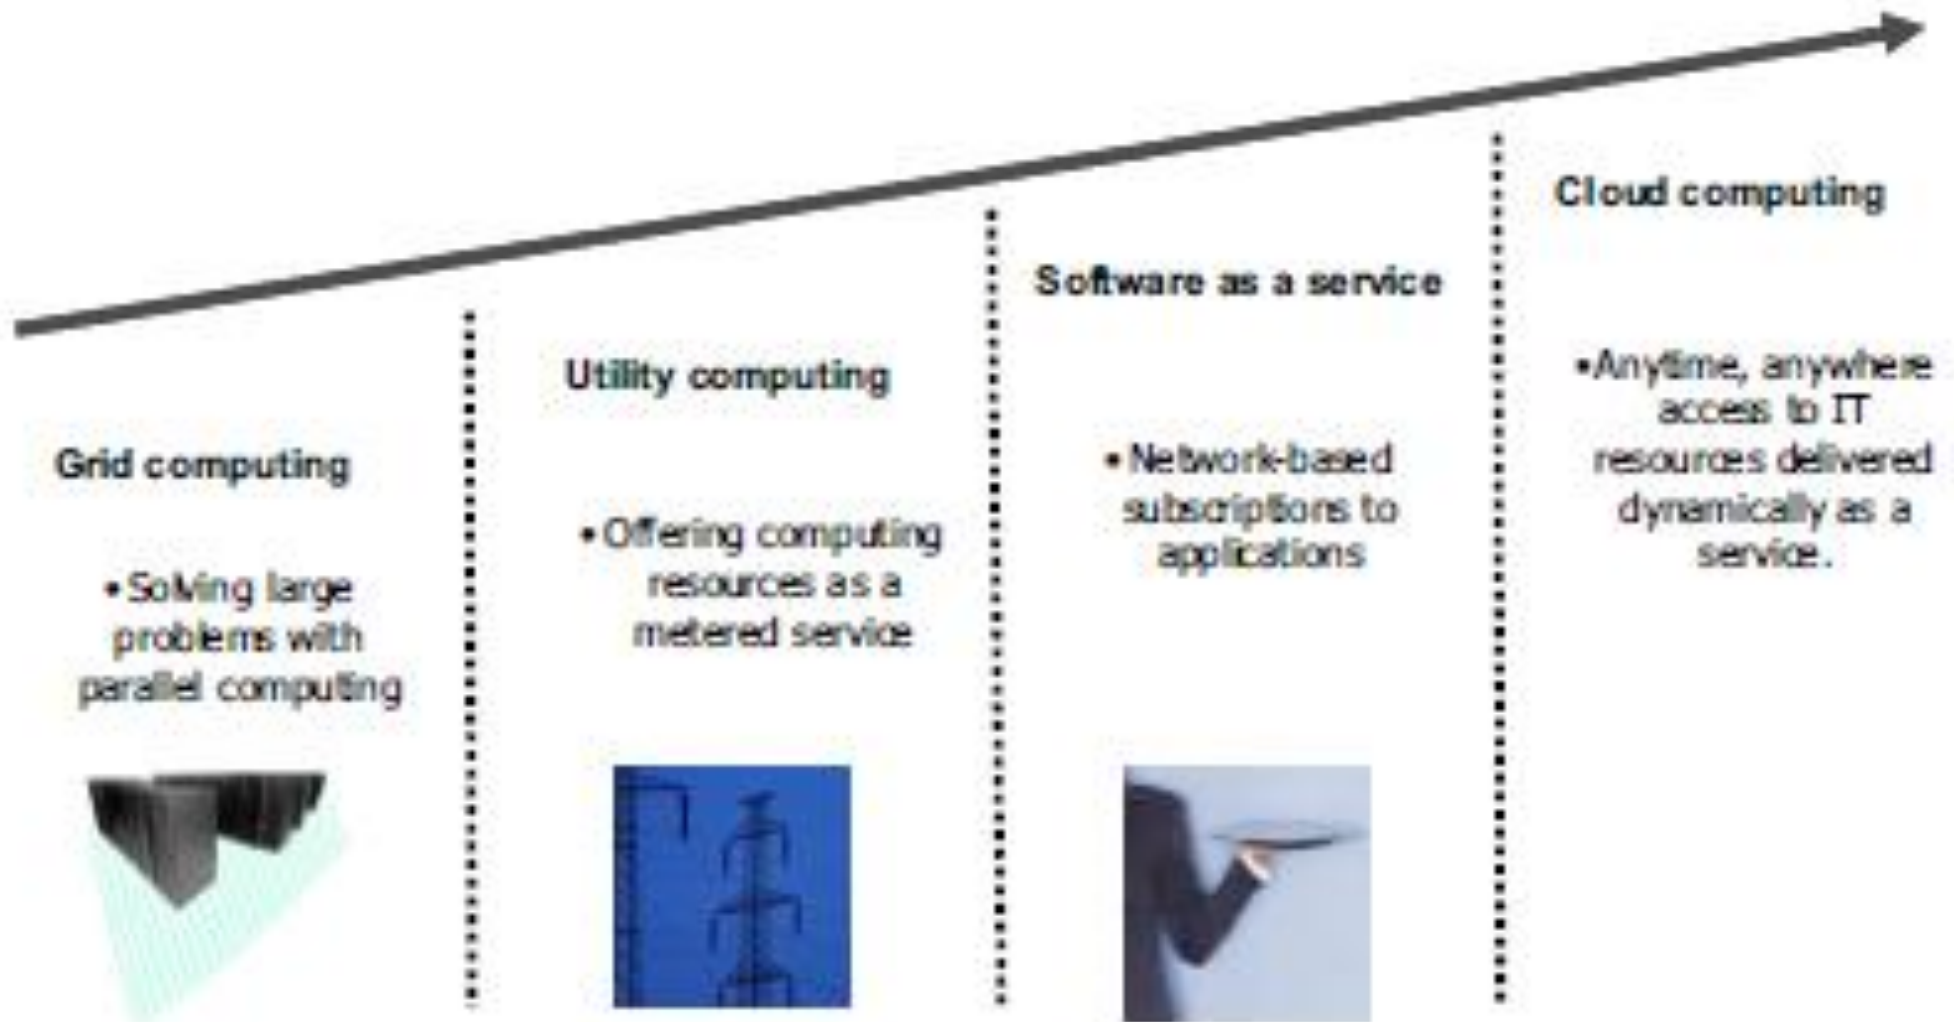 Grid computing
• Solving large
problems with
parallel computing
Utility computing
• Offering computing
resources as a
metered service
Software as a service
• Network-based
subscriptions to
applications
Cloud computing
• Anytime, anywhere
access to IT
resources delivered
dynamically as a
service.